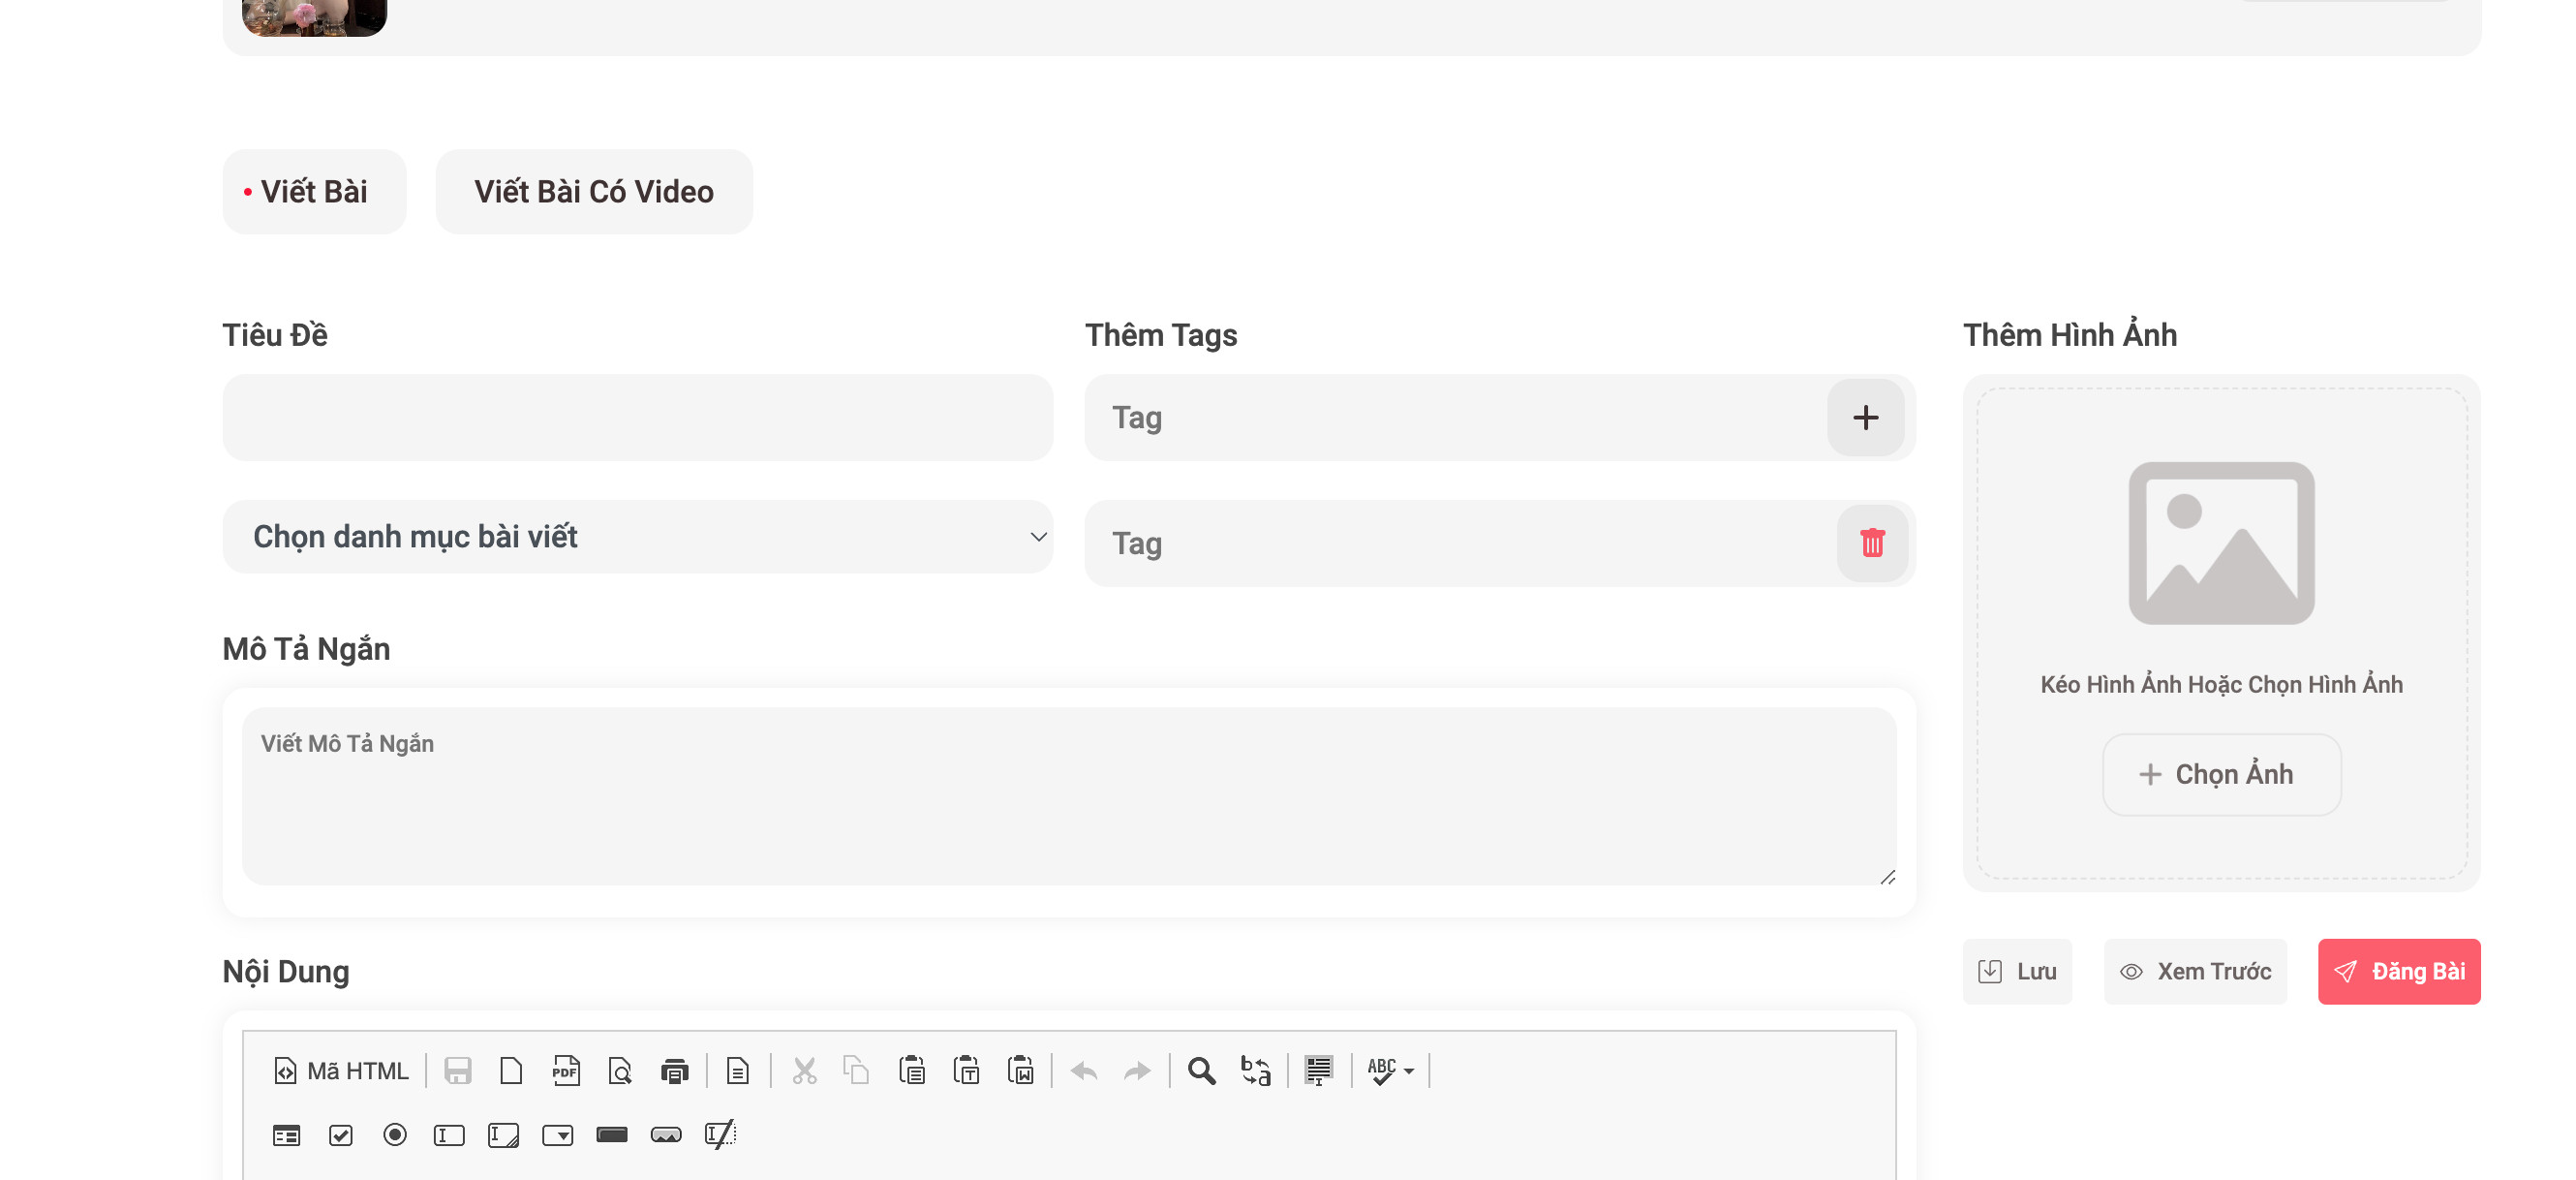 Viết Bài
Viết Bài Có Video
Tiêu Đề
Thêm Tags
Thêm Hình Ảnh
Tag
Chọn danh mục bài viết
Tag
Mô Tả Ngắn
Viết Mô Tả Ngắn
Kéo Hình Ảnh Hoặc Chọn Hình Ảnh
Chọn Ảnh
Nội Dung
Lưu
Xem Trước
Đăng Bài
Mã HTML
PDF
ABC